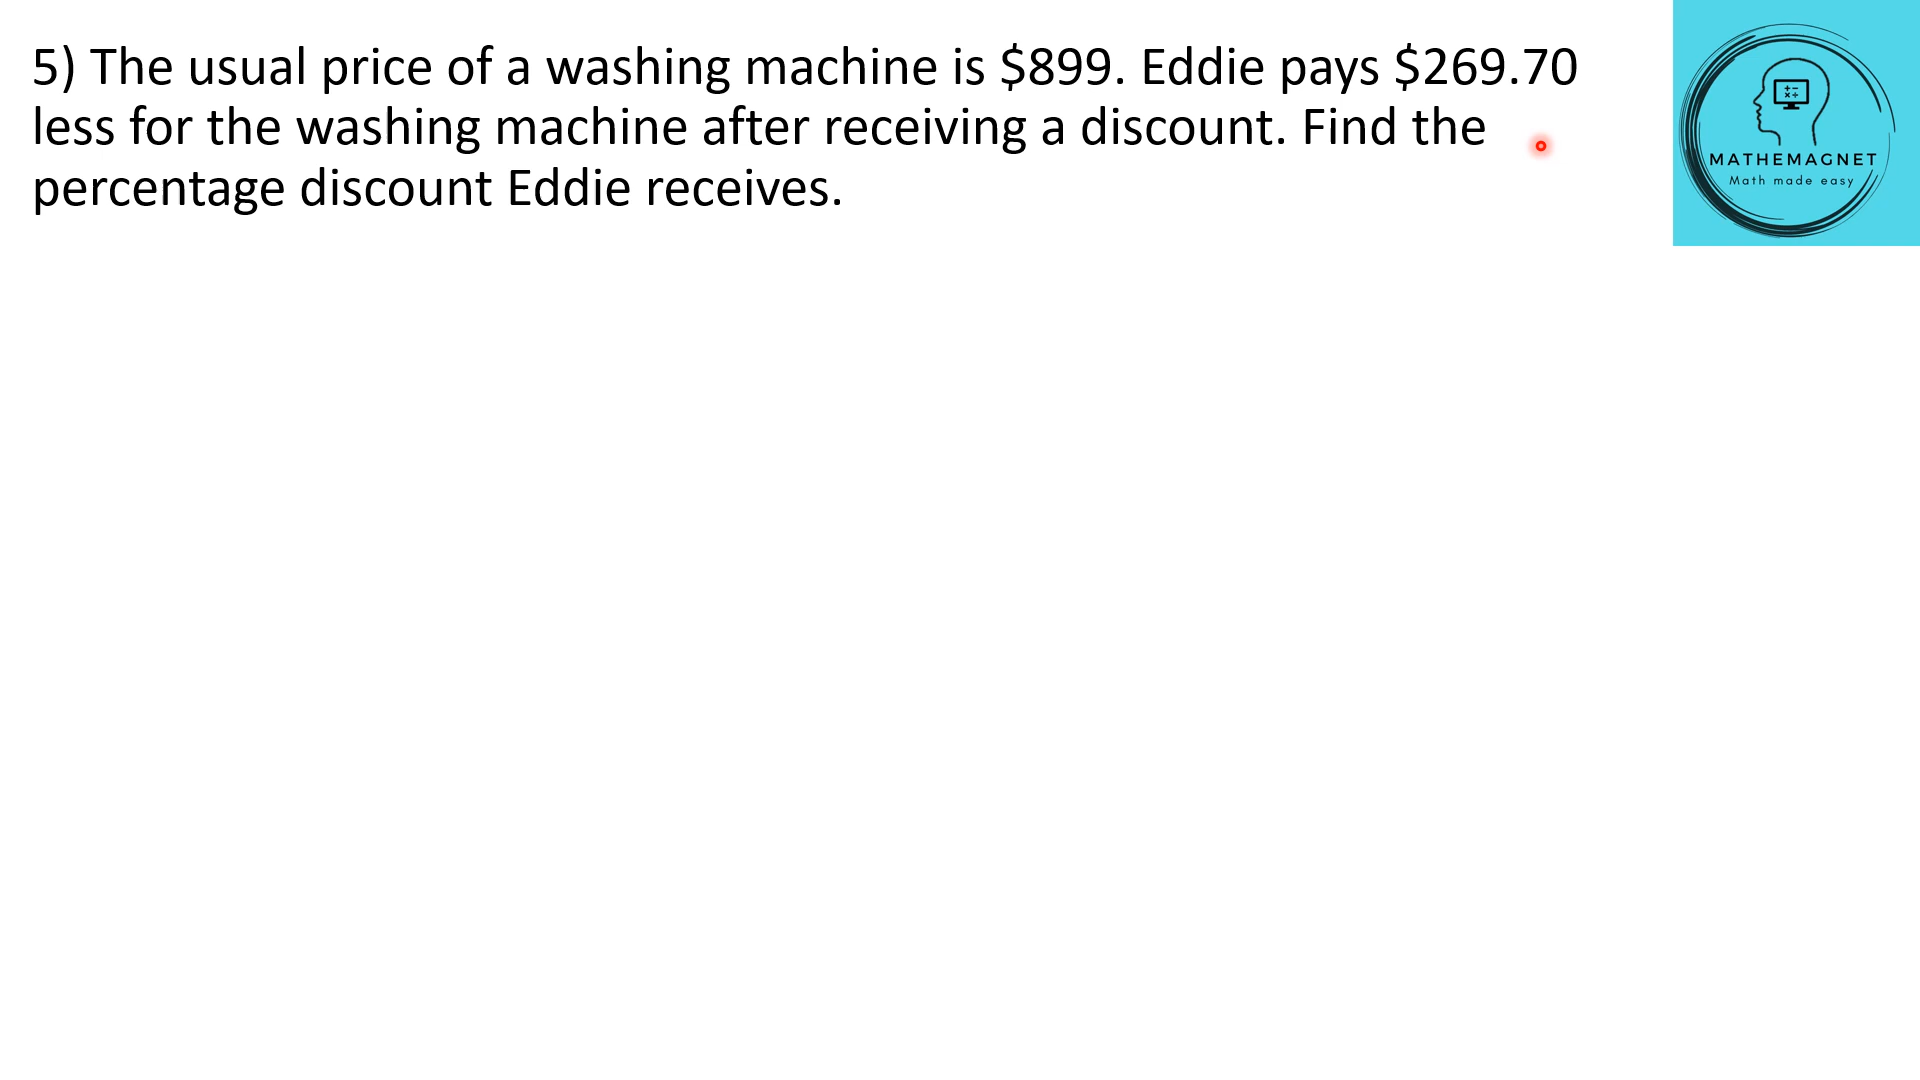 5) The usual price of a washing machine is $899. Eddie pays $269.70
less for the washing machine after receiving a discount. Find the
percentage discount Eddie receives.
MATHEMAGNET
Math made easy